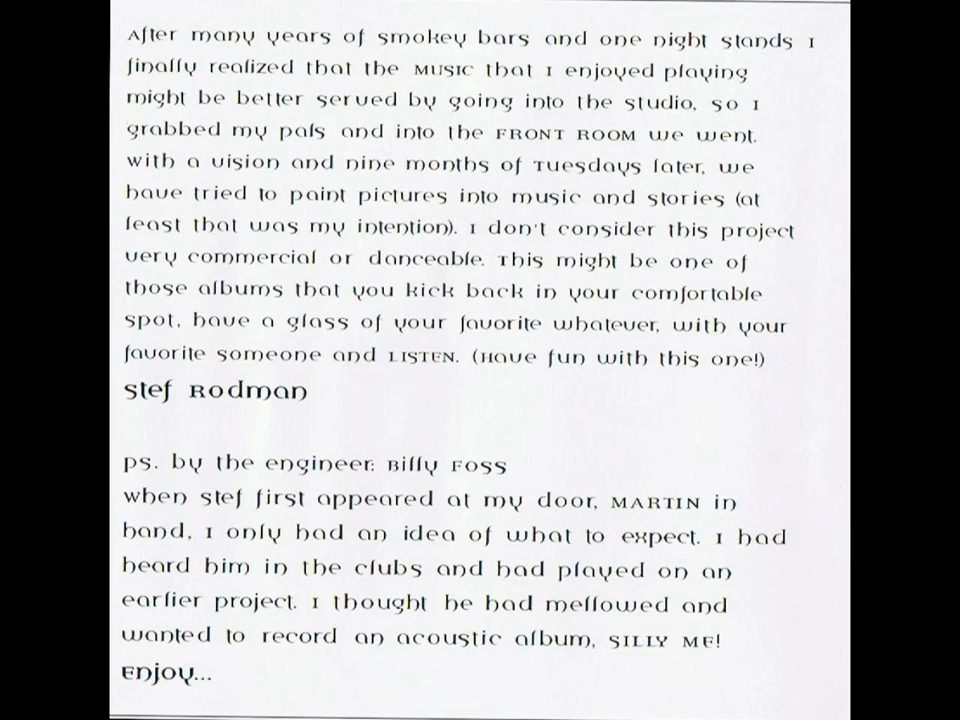 After many years of smokey bars and one night stands I
finally realized that the MUSIC that I enjoyed playing
might be better served by going into the studio, so I
grabbed my pals and into the FRONT ROOM we went.
with a vision and nine months of Tuesdays later, we
have tried to paint pictures into music and stories (at
least that was my intention). I don't consider this project
very commercial or danceable. This might be one of
those albums that you kick back in your comfortable
spot, have a glass of your favorite whatever, with your
favorite someone and LISTEN. (Have fun with this one!)
Stef Rodman
ps. by the engineer: Billy FOSS
when stef first appeared at my door, MARTIN in
hand, I only had an idea of what to expect. I had
heard him in the clubs and had played on an
earlier project. I thought he had mellowed and
wanted to record an acoustic album, SILLY ME!
Enjoy...